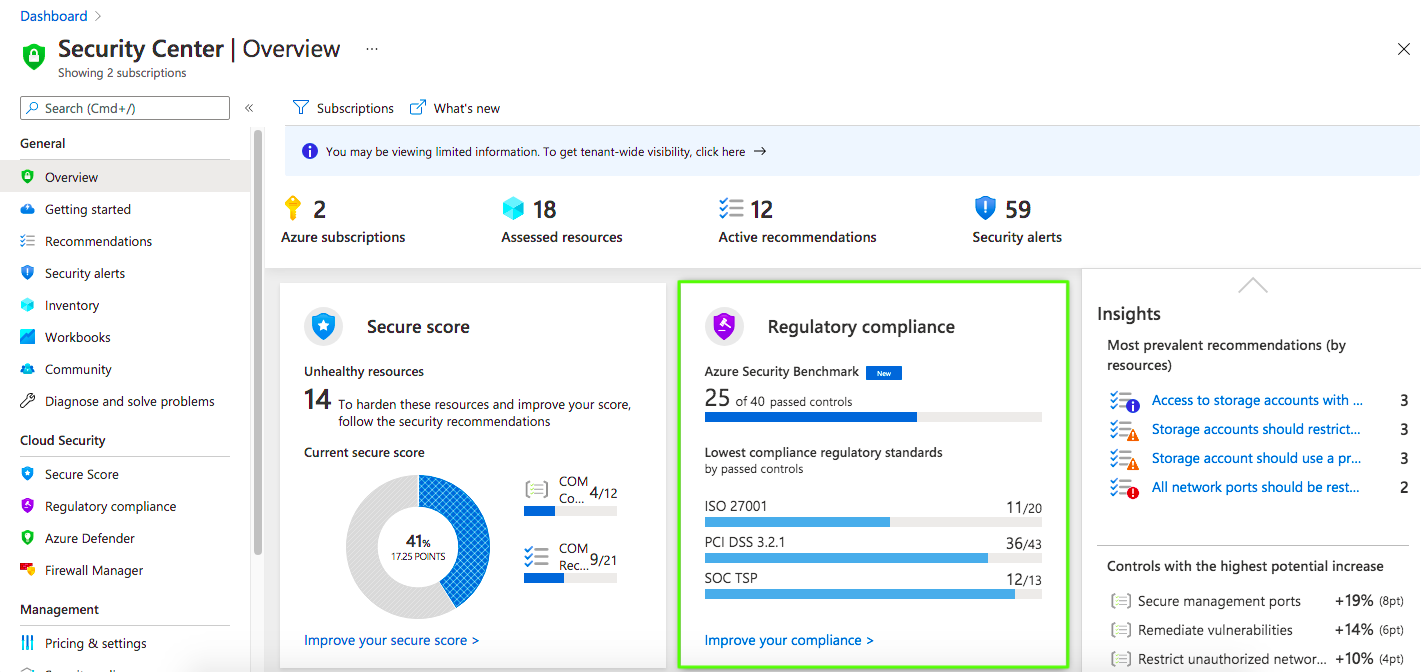 Dashboard
Security Center | Overview
Showing 2 subscriptions
Search (Cmd+/)
General
Overview
Getting started
Recommendations
Security alerts
Inventory
Workbooks
Community
Diagnose and solve problems
Cloud Security
Secure Score
Regulatory compliance
Azure Defender
Firewall Manager
Management
Pricing & settings
Subscriptions
What's new
You may be viewing limited information. To get tenant-wide visibility, click here →
2
Azure subscriptions
18
Assessed resources
12
Active recommendations
59
Security alerts
Secure score
Unhealthy resources
14 To harden these resources and improve your score,
follow the security recommendations
Current secure score
41%
17.25 POINTS
COM
Co... 4/12
COM
Rec... 9/21
Improve your secure score >
Regulatory compliance
Azure Security Benchmark New
25 of 40 passed controls
Lowest compliance regulatory standards
by passed controls
ISO 27001 11/20
PCI DSS 3.2.1 36/43
SOC TSP 12/13
Improve your compliance >
Insights
Most prevalent recommendations (by
resources)
Access to storage accounts with ... 3
Storage accounts should restrict... 3
Storage account should use a pr... 3
All network ports should be rest... 2
Controls with the highest potential increase
Secure management ports +19% (8pt)
Remediate vulnerabilities +14% (6pt)
Restrict unauthorized networ... +10% (4pt)